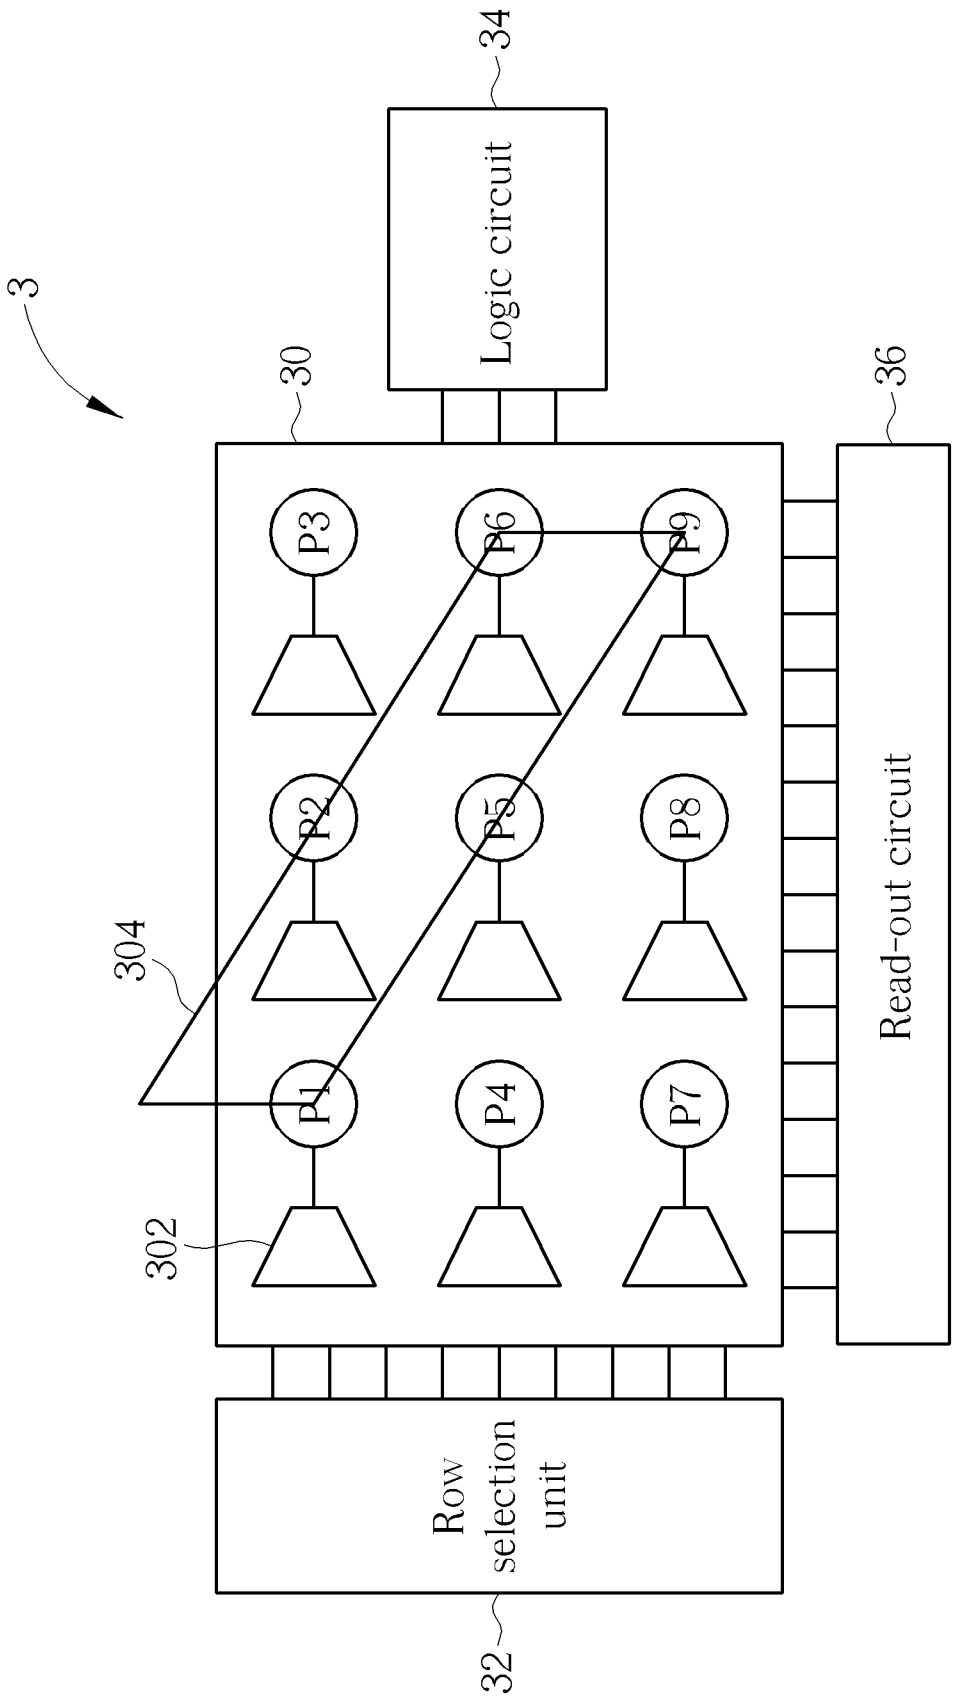 3
32
Row
selection
unit
302
304
30
P1
P2
P3
P4
P5
P6
P7
P8
P9
34
Logic circuit
36
Read-out circuit